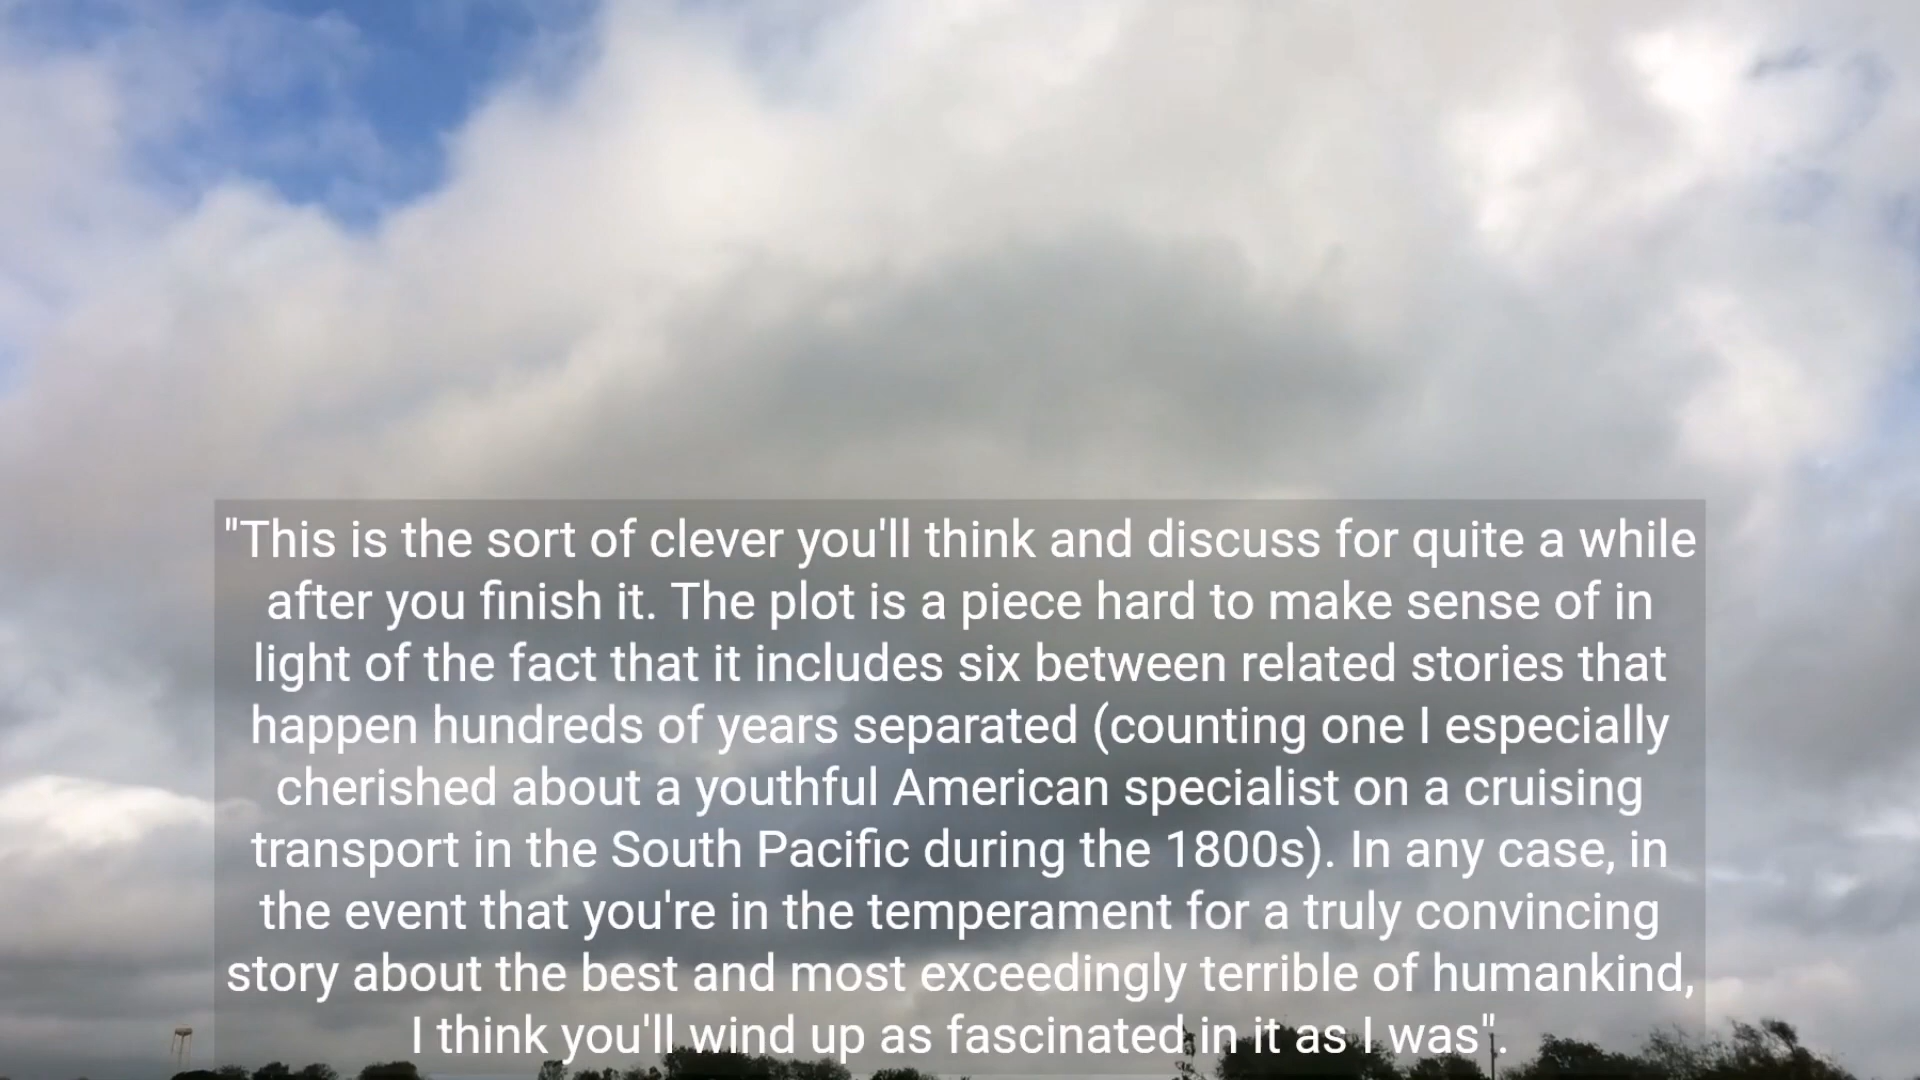 "This is the sort of clever you'll think and discuss for quite a while
after you finish it. The plot is a piece hard to make sense of in
light of the fact that it includes six between related stories that
happen hundreds of years separated (counting one I especially
cherished about a youthful American specialist on a cruising
transport in the South Pacific during the 1800s). In any case, in
the event that you're in the temperament for a truly convincing
story about the best and most exceedingly terrible of humankind,
I think you'll wind up as fascinated in it as I was".